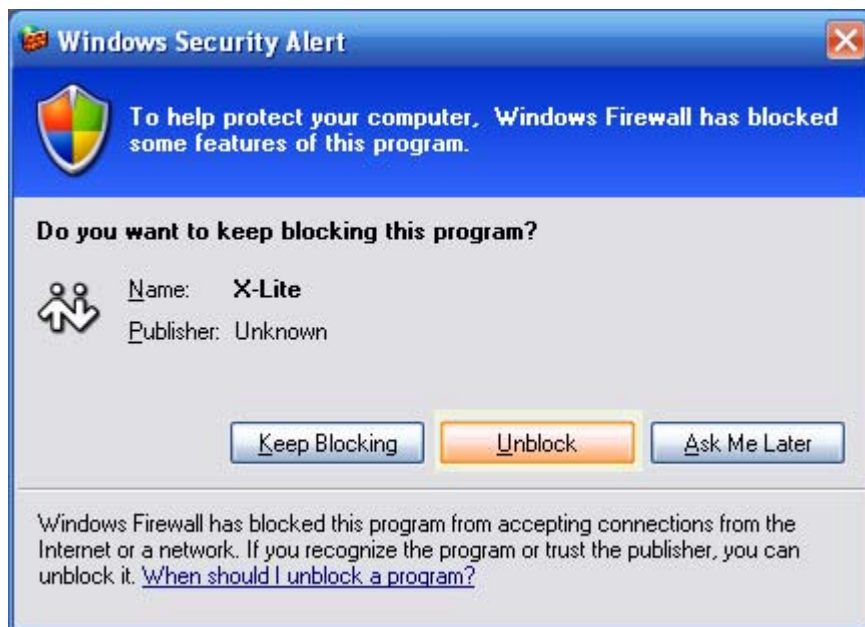 Windows Security Alert
To help protect your computer, Windows Firewall has blocked
some features of this program.
Do you want to keep blocking this program?
Name: X-Lite
Publisher: Unknown
Keep Blocking Unblock Ask Me Later
Windows Firewall has blocked this program from accepting connections from the
Internet or a network. If you recognize the program or trust the publisher, you can
unblock it. When should I unblock a program?